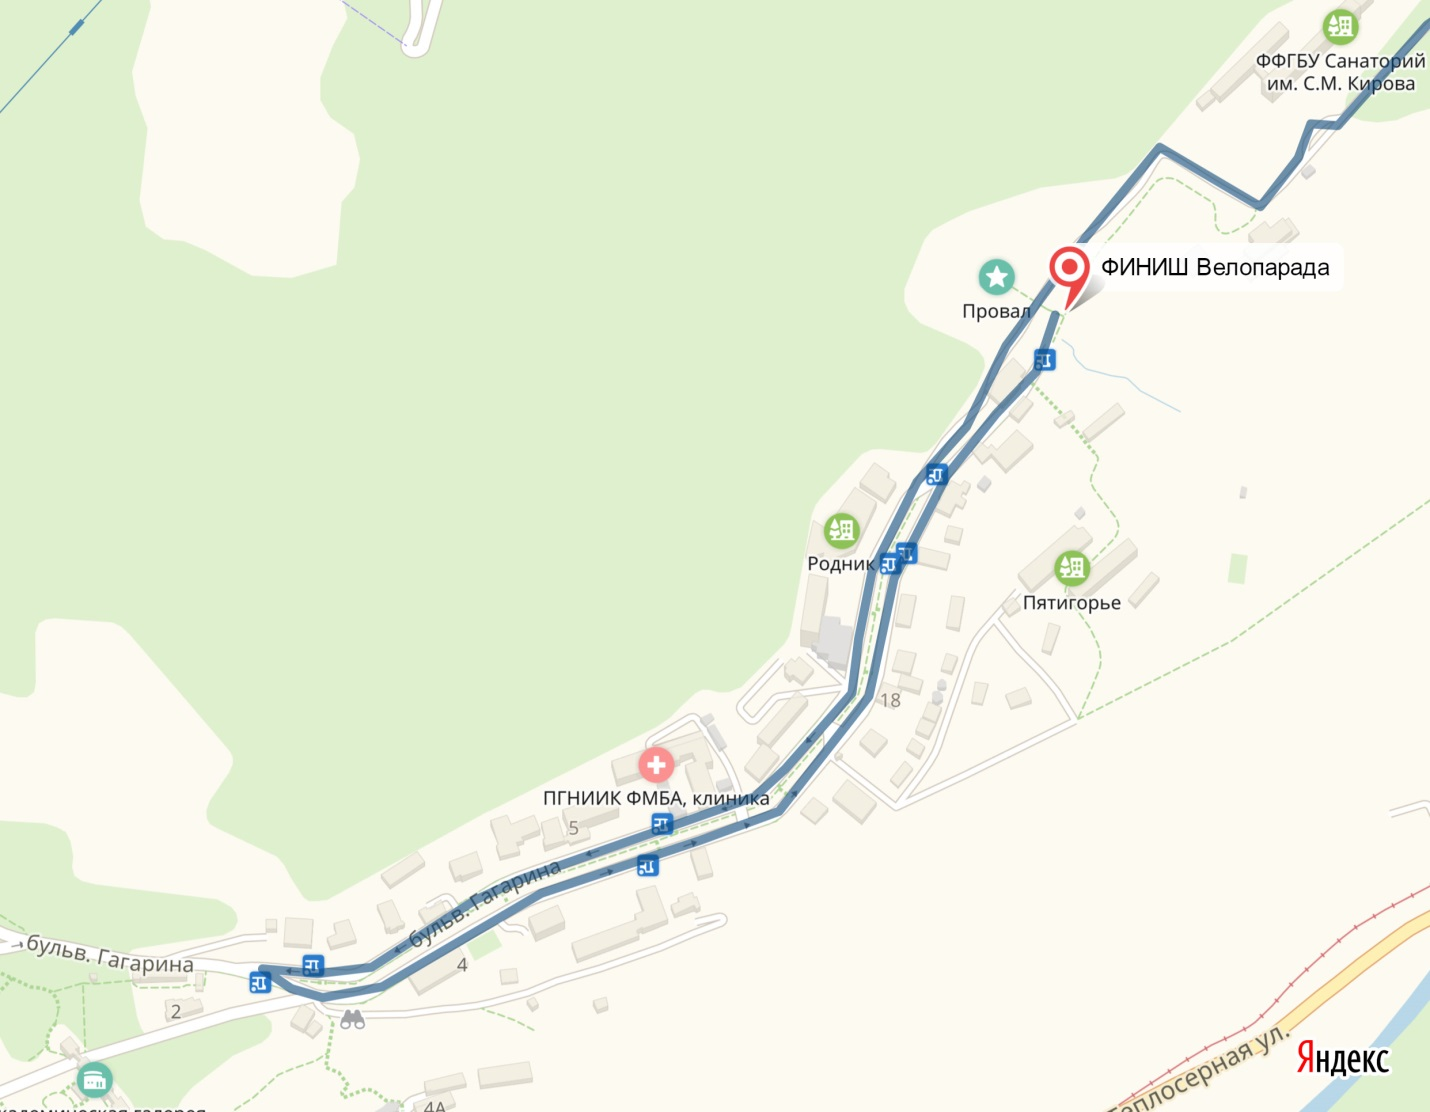 ФФГБУ Санаторий
им. С.М. Кирова
ФИНИШ Велопарада
Провал
Родник
Пятигорье
18
ПГНИИК ФМБА, клиника
5
бульв. Гагарина
бульв. Гагарина
4
2
Яндекс
Теплосерная ул.
4А